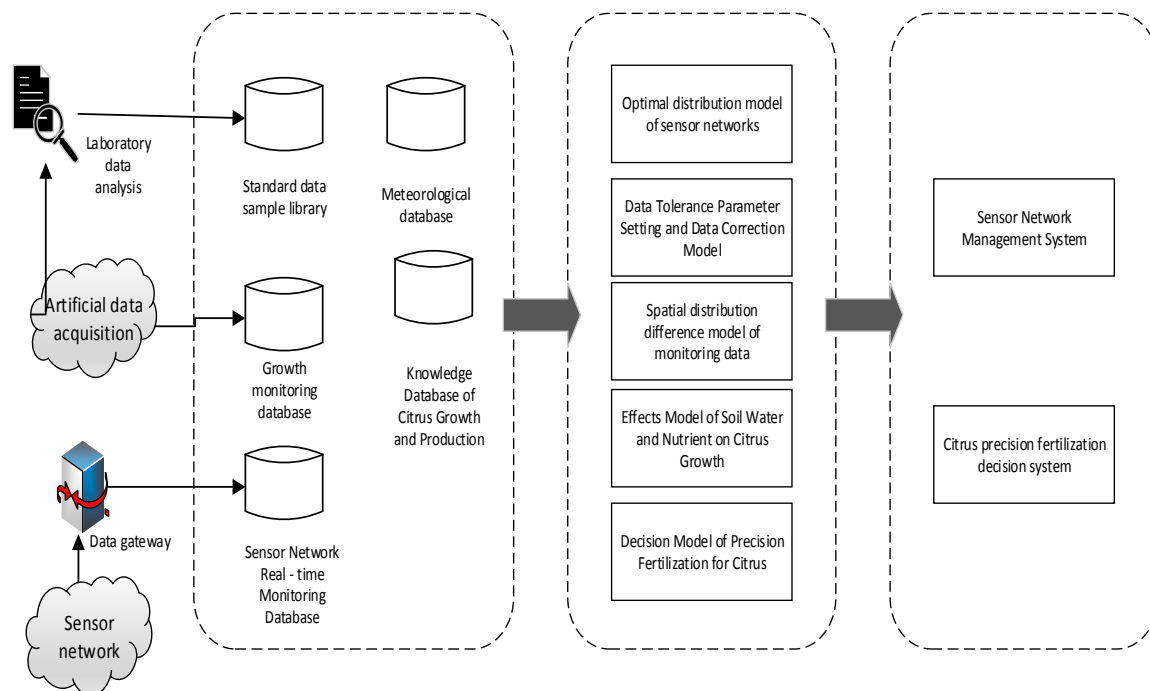 Laboratory
data
analysis
Artificial data
acquisition
Data gateway
Sensor
network
Standard data
sample library
Meteorological
database
Growth
monitoring
database
Knowledge
Database of
Citrus Growth
and Production
Sensor Network
Real - time
Monitoring
Database
Optimal distribution model
of sensor networks
Data Tolerance Parameter
Setting and Data Correction
Model
Spatial distribution
difference model of
monitoring data
Effects Model of Soil Water
and Nutrient on Citrus
Growth
Decision Model of Precision
Fertilization for Citrus
Sensor Network
Management System
Citrus precision fertilization
decision system